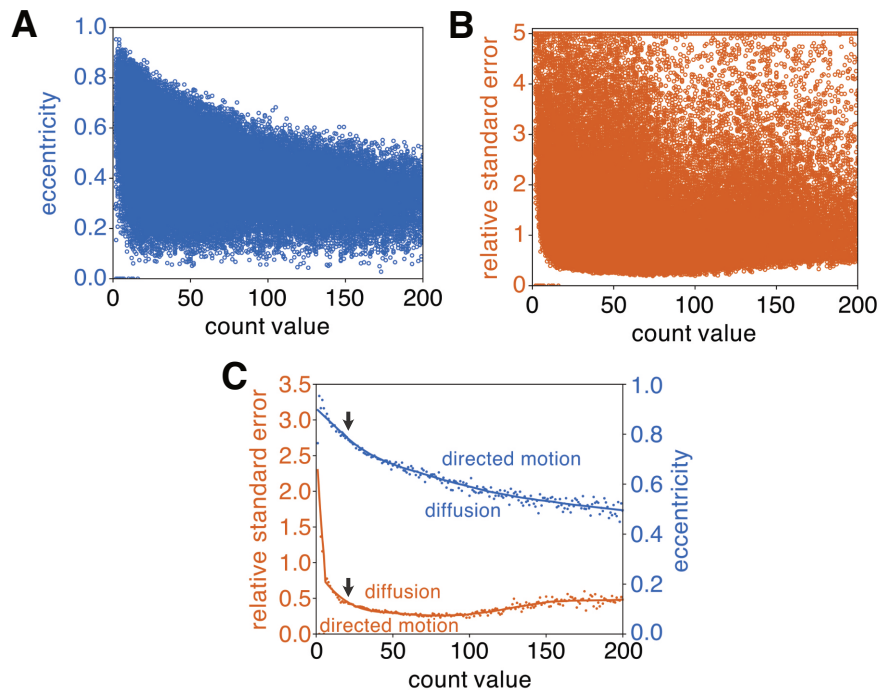 A
1.0
0.8
0.6
0.4
0.2
0.0
eccentricity
0
50
100
150
200
count value
B
5
4
3
2
1
0
relative standard error
0
50
100
150
200
count value
C
3.5
3.0
2.5
2.0
1.5
1.0
0.5
0.0
relative standard error
1.0
0.8
0.6
0.4
0.2
0.0
eccentricity
directed motion
diffusion
diffusion
directed motion
0
50
100
150
200
count value